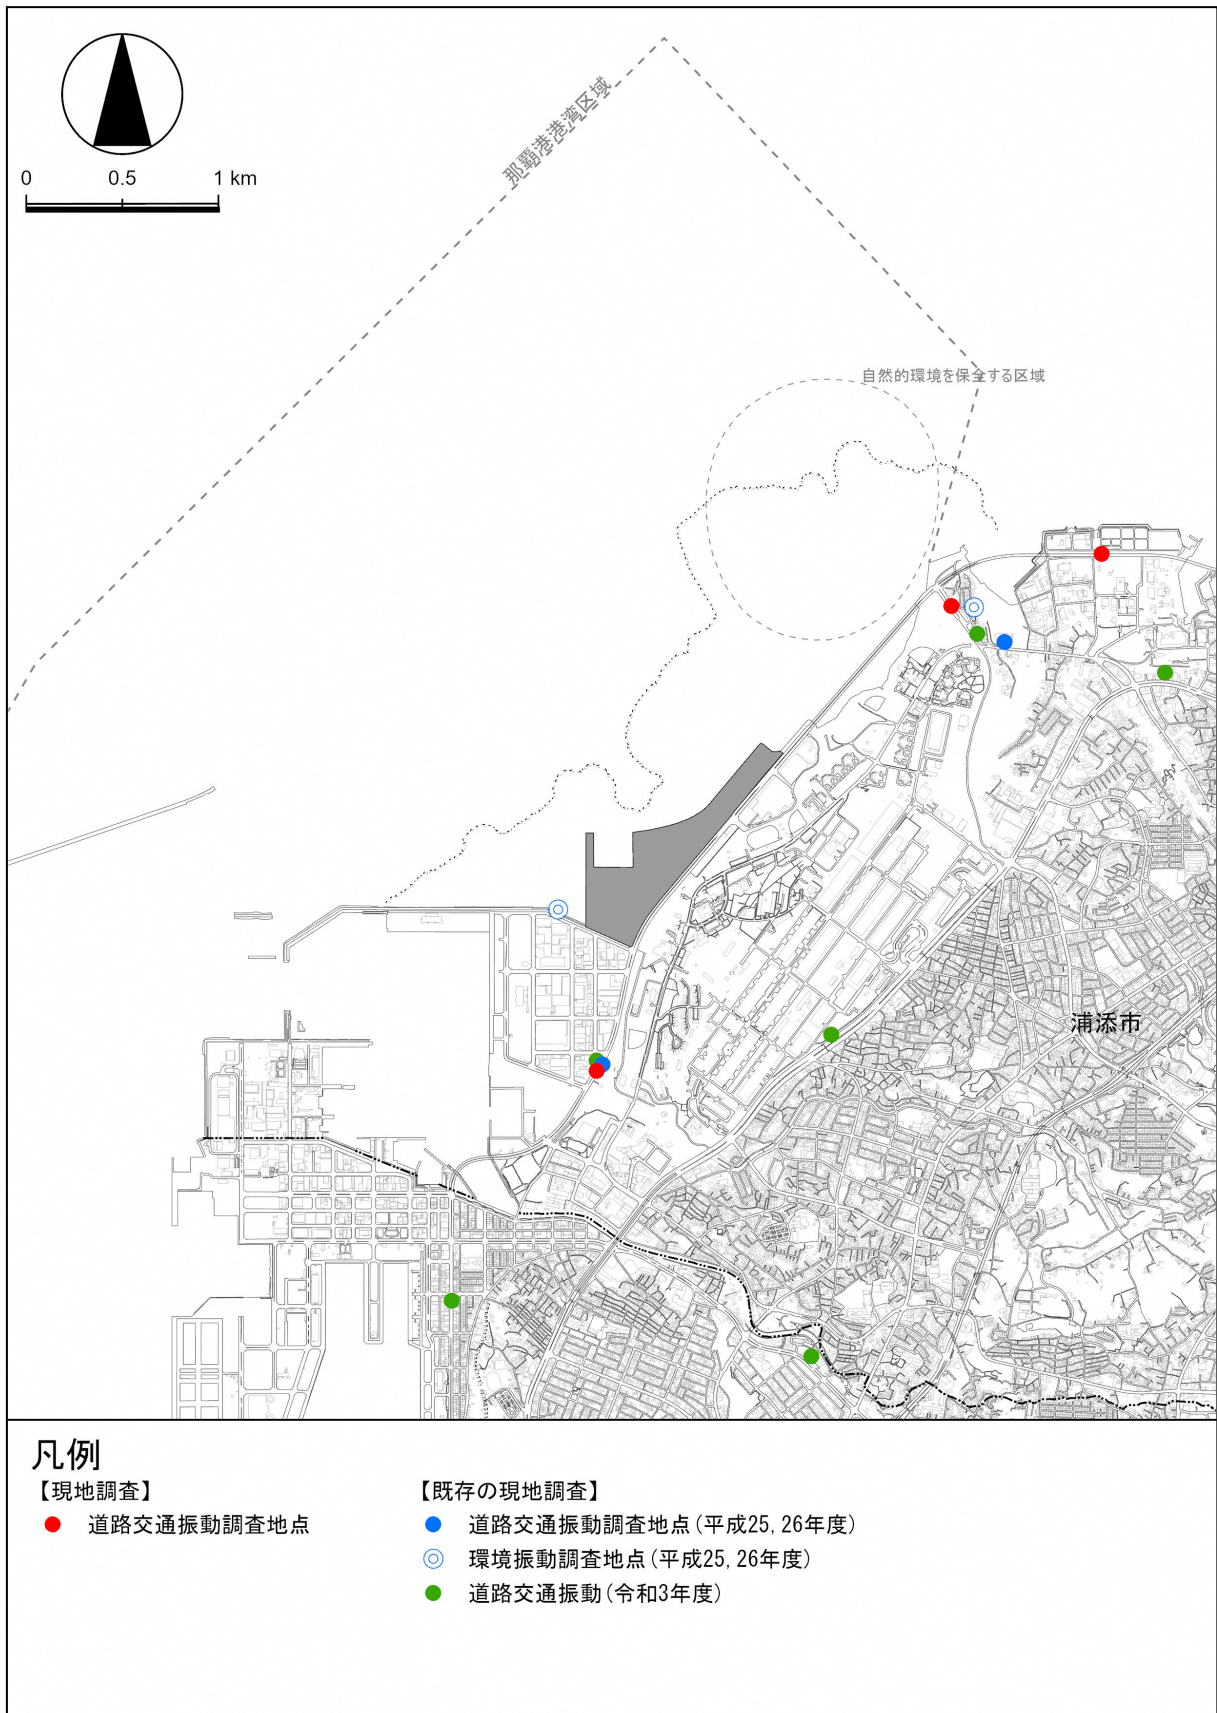 0 0.5 1 km
那覇港港湾区域
自然的環境を保全する区域
浦添市
凡例
【現地調査】
道路交通振動調査地点
【既存の現地調査】
道路交通振動調査地点(平成25,26年度)
環境振動調査地点(平成25,26年度)
道路交通振動(令和3年度)